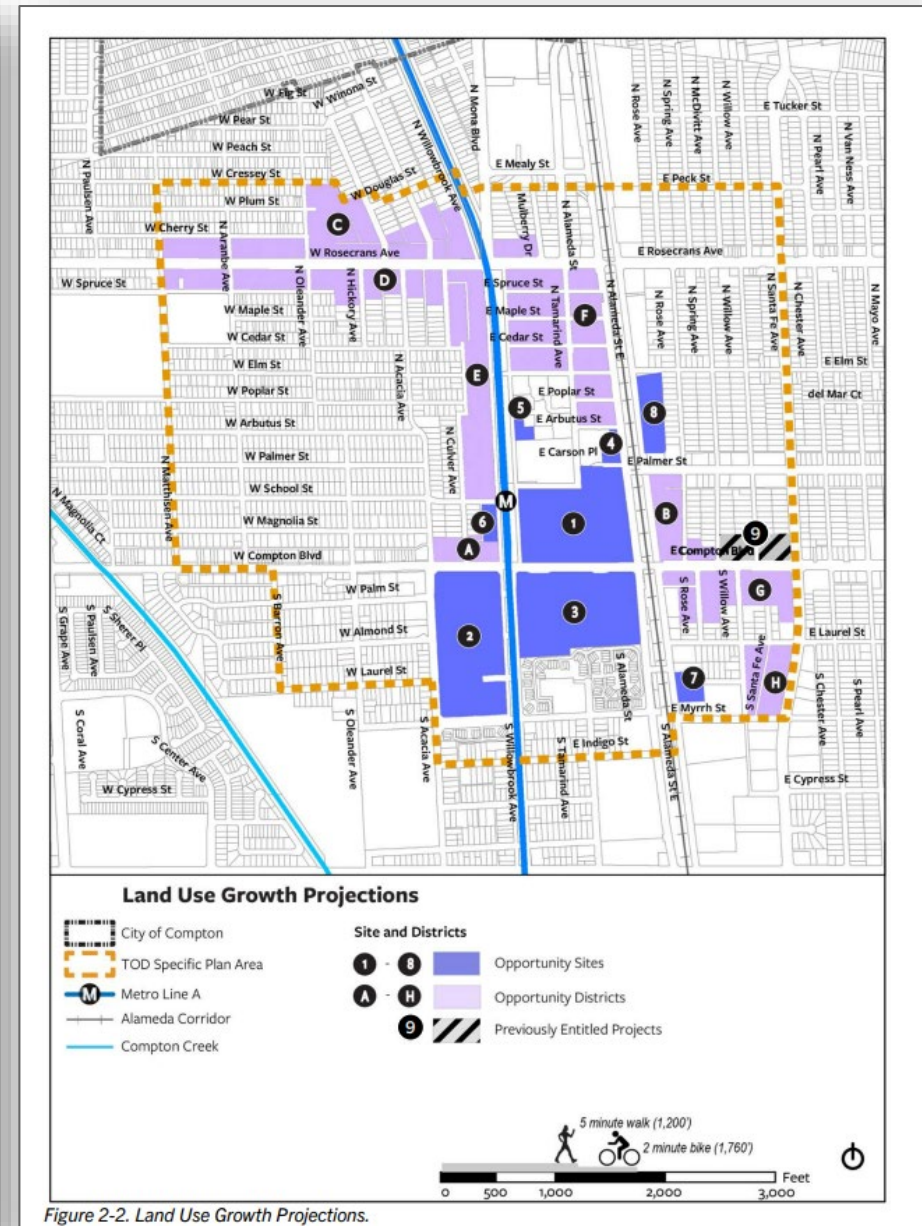 W Fig St
W Winona St
W Pear St
W Peach St
W Cressey St
W Douglas St
W Plum St
W Cherry St
W Rosecrans Ave
W Spruce St
W Maple St
W Cedar St
W Elm St
W Poplar St
W Arbutus St
W Palmer St
W School St
W Magnolia St
W Compton Blvd
W Palm St
W Almond St
W Laurel St
W Cypress St
N Paulsen Ave
N Aranbe Ave
N Oleander Ave
N Hickory Ave
N Acacia Ave
N Culver Ave
N Matthisen Ave
N Magnolia Ct
S Grape Ave
S Paulsen Ave
S Sherer Pl
S Barron Ave
S Coral Ave
S Center Ave
S Oleander Ave
S Acacia Ave
N Willowbrook Ave
S Willowbrook Ave
N Mona Blvd
E Mealy St
Mulberry Dr
N Alameda St
N Alameda St E
E Spruce St
E Maple St
E Cedar St
N Tamarind Ave
E Poplar St
E Arbutus St
E Carson Pl
E Palmer St
E Compton Blvd
S Alameda St
S Alameda St E
S Tamarind Ave
E Indigo St
E Myrrh St
E Tucker St
E Peck St
E Rosecrans Ave
N Rose Ave
N Spring Ave
N McDivitt Ave
N Willow Ave
N Pearl Ave
N Van Ness Ave
N Rose Ave
N Spring Ave
N Willow Ave
N Santa Fe Ave
N Chester Ave
N Mayo Ave
E Elm St
del Mar Ct
S Rose Ave
S Willow Ave
S Santa Fe Ave
E Laurel St
S Chester Ave
S Pearl Ave
E Cypress St
C
D
E
F
5
4
8
M
6
A
1
B
9
2
3
G
7
H
Land Use Growth Projections
City of Compton
TOD Specific Plan Area
M Metro Line A
Alameda Corridor
Compton Creek
Site and Districts
1 - 8 Opportunity Sites
A - H Opportunity Districts
9 Previously Entitled Projects
5 minute walk (1,200')
2 minute bike (1,760')
Feet
0 500 1,000 2,000 3,000
Figure 2-2. Land Use Growth Projections.